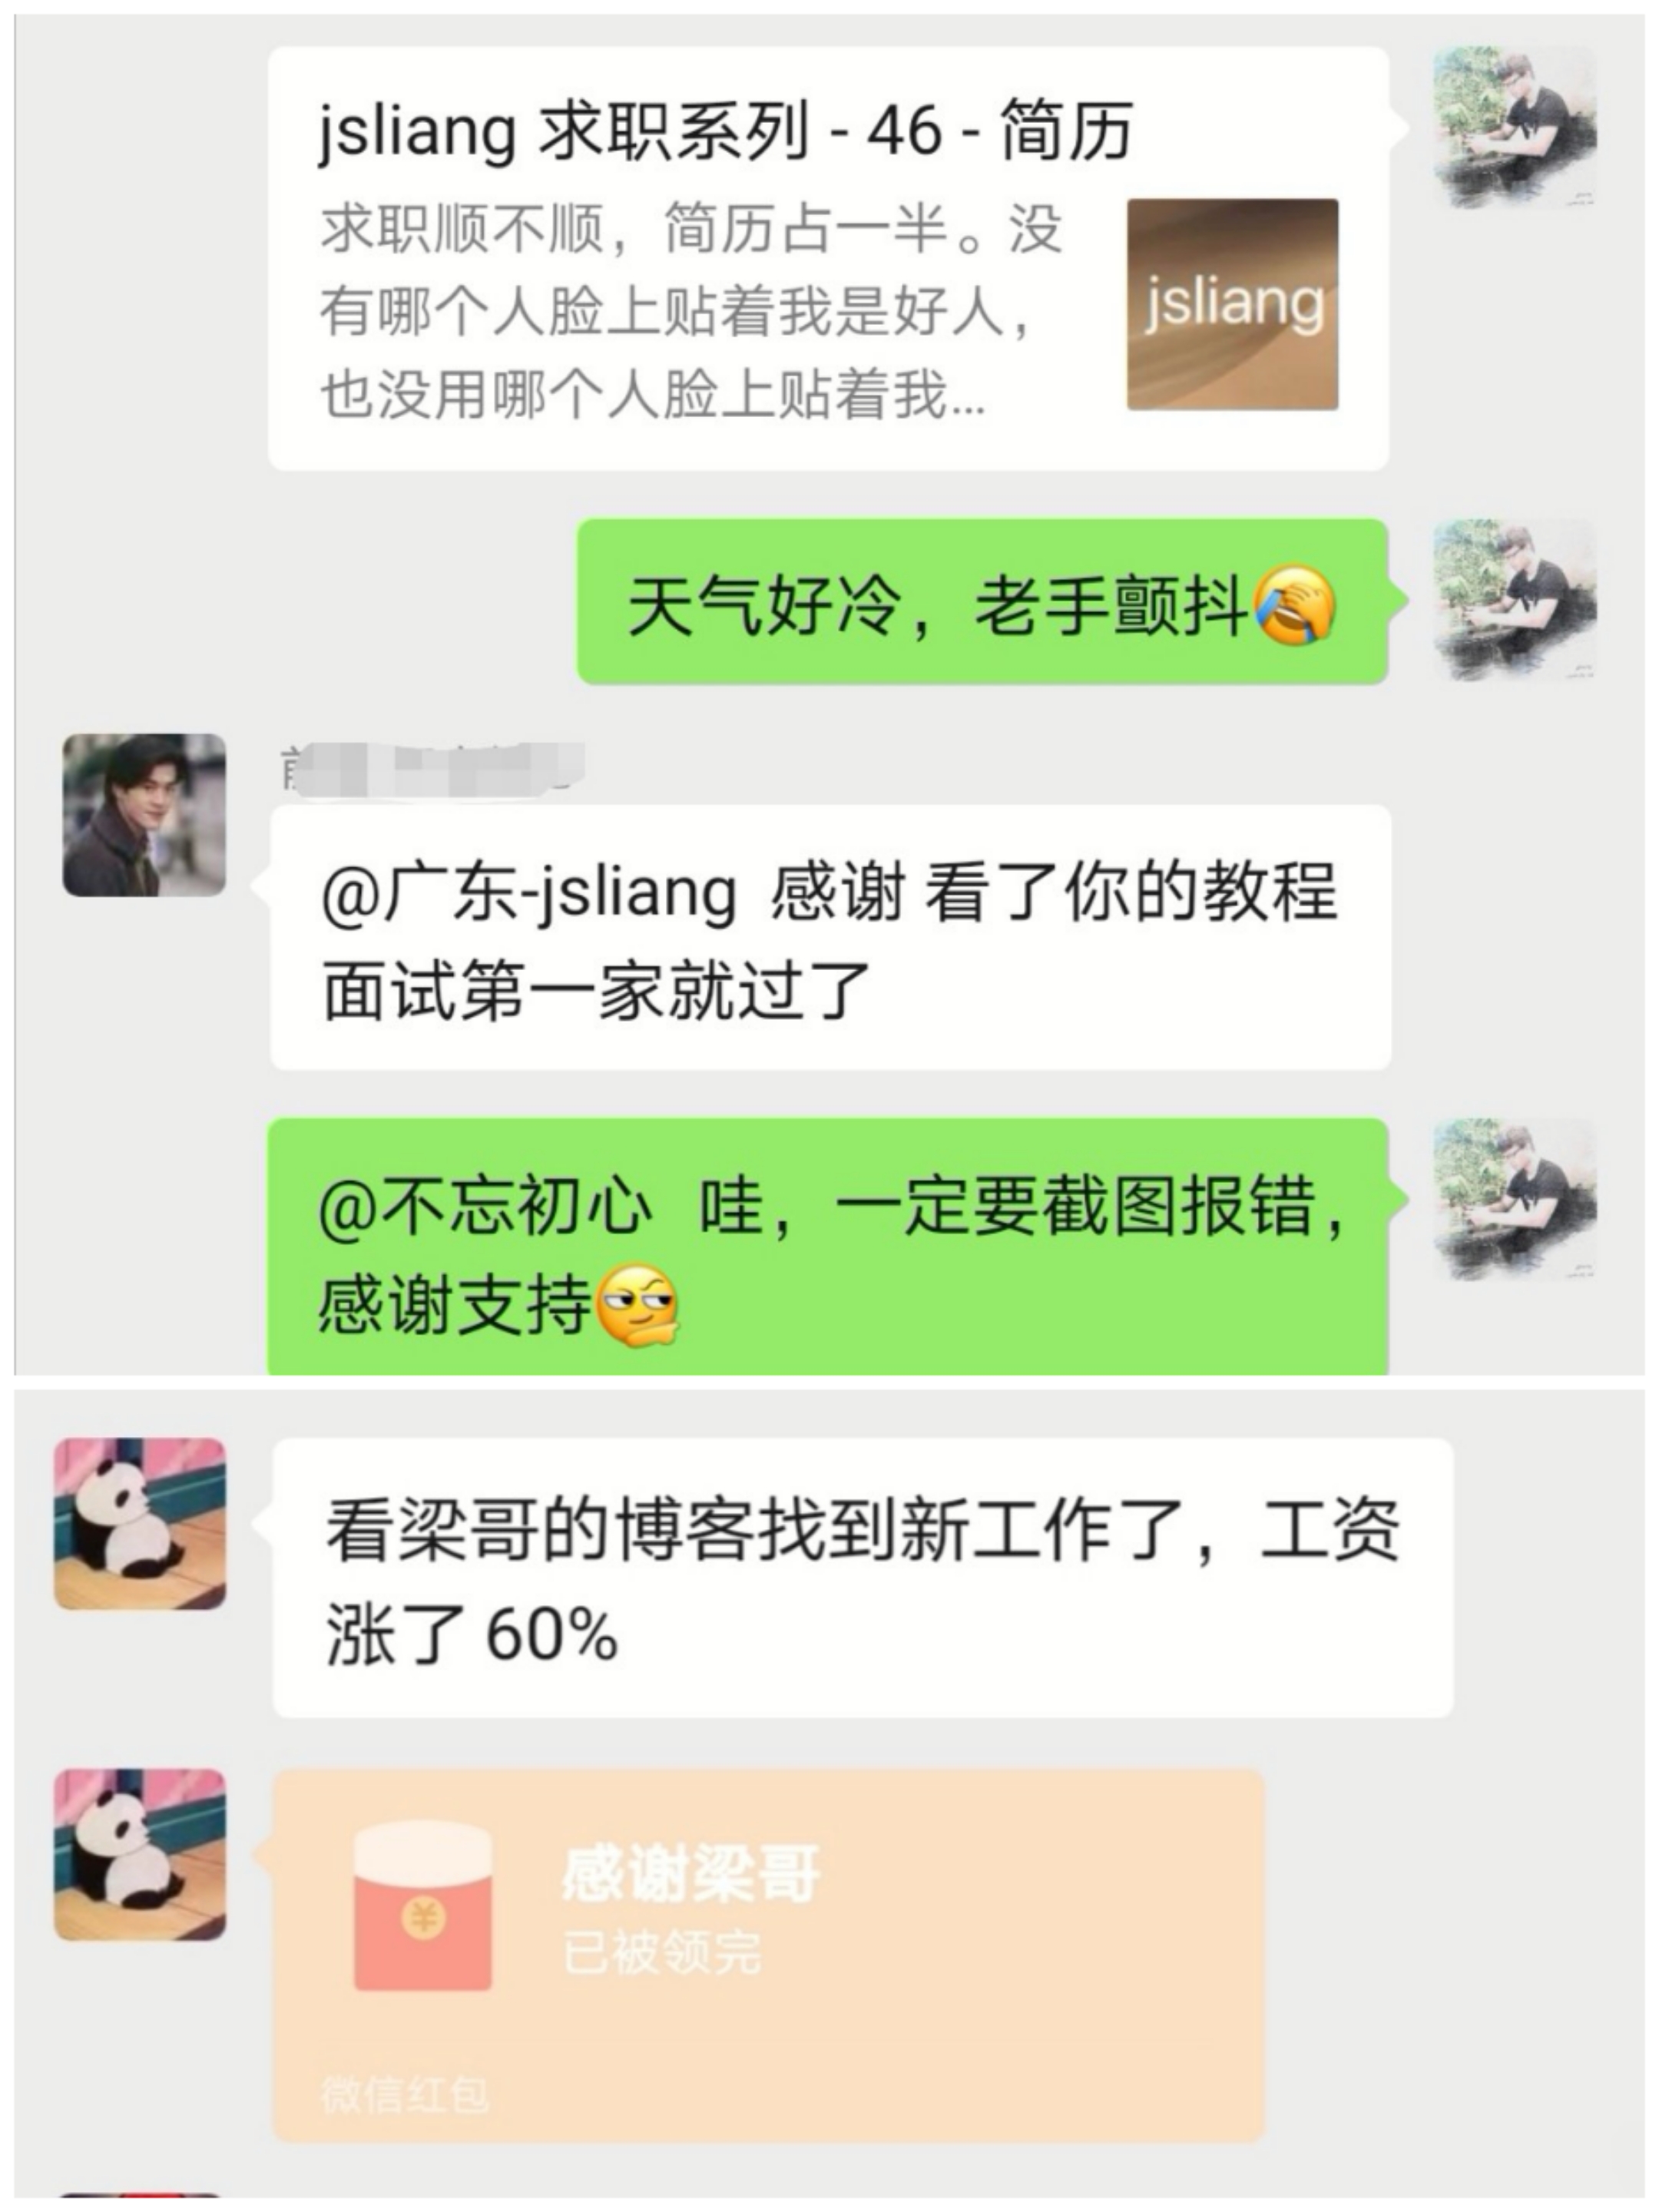 jsliang 求职系列 - 46 - 简历
求职顺不顺，简历占一半。没
有哪个人脸上贴着我是好人，
也没用哪个人脸上贴着我...
jsliang
天气好冷，老手颤抖
@广东-jsliang 感谢 看了你的教程
面试第一家就过了
@不忘初心 哇，一定要截图报错，
感谢支持
看梁哥的博客找到新工作了，工资
涨了 60%
感谢梁哥
已被领完
微信红包